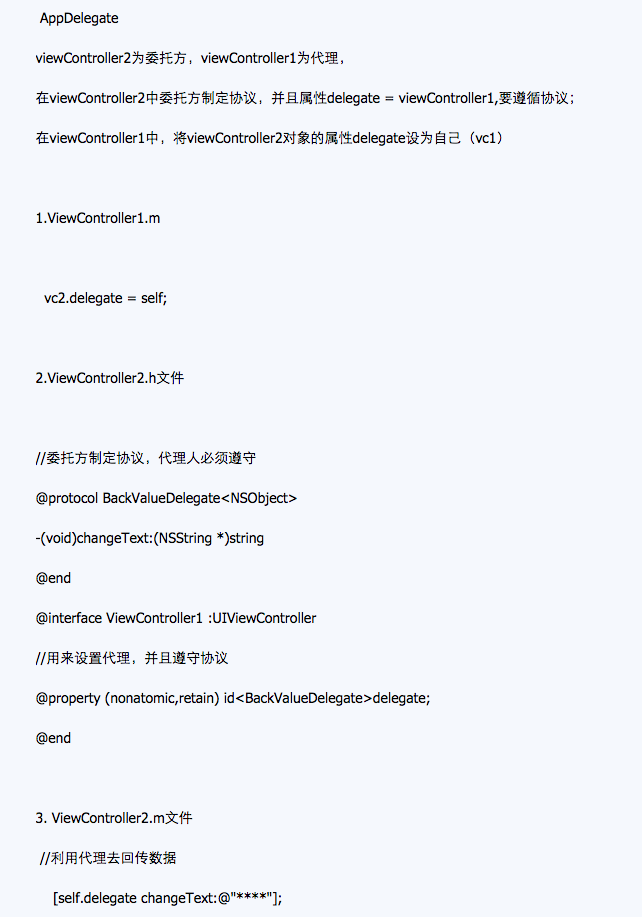 AppDelegate
viewController2为委托方，viewController1为代理，
在viewController2中委托方制定协议，并且属性delegate = viewController1,要遵循协议；
在viewController1中，将viewController2对象的属性delegate设为自己（vc1）
1.ViewController1.m
vc2.delegate = self;
2.ViewController2.h文件
//委托方制定协议，代理人必须遵守
@protocol BackValueDelegate<NSObject>
-(void)changeText:(NSString *)string
@end
@interface ViewController1 :UIViewController
//用来设置代理，并且遵守协议
@property (nonatomic,retain) id<BackValueDelegate>delegate;
@end
3. ViewController2.m文件
//利用代理去回传数据
[self.delegate changeText:@"****"];